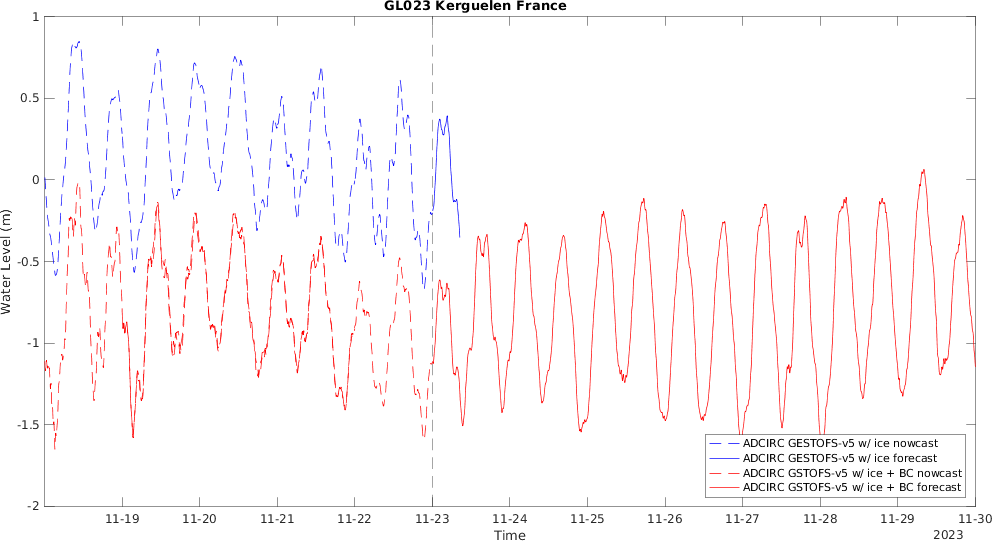 GL023 Kerguelen France
1
0.5
0
-0.5
-1
-1.5
-2
Water Level (m)
11-19 11-20 11-21 11-22 11-23 11-24 11-25 11-26 11-27 11-28 11-29 11-30
Time
2023
ADCIRC GESTOFS-v5 w/ ice nowcast
ADCIRC GESTOFS-v5 w/ ice forecast
ADCIRC GSTOFS-v5 w/ ice + BC nowcast
ADCIRC GSTOFS-v5 w/ ice + BC forecast